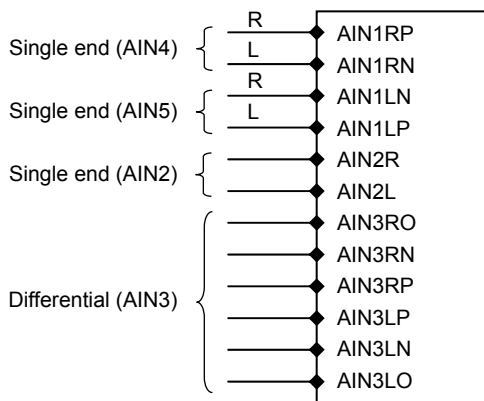 R
AIN1RP
Single end (AIN4)
L
AIN1RN
R
AIN1LN
Single end (AIN5)
L
AIN1LP
AIN2R
Single end (AIN2)
AIN2L
AIN3RO
AIN3RN
AIN3RP
Differential (AIN3)
AIN3LP
AIN3LN
AIN3LO